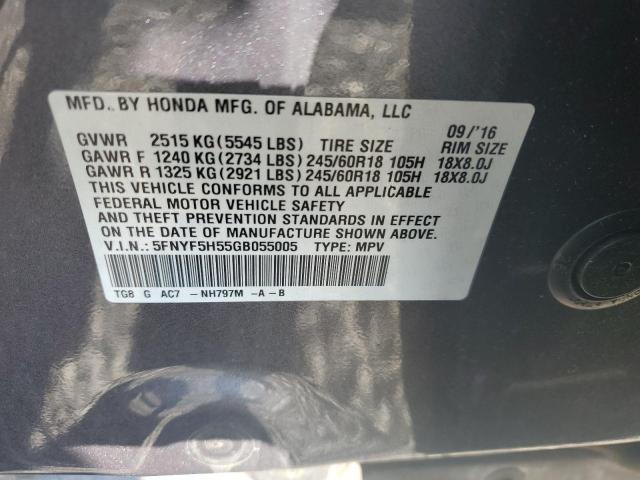 MFD. BY HONDA MFG. OF ALABAMA, LLC
09/'16
GVWR 2515 KG (5545 LBS) TIRE SIZE RIM SIZE
GAWR F 1240 KG (2734 LBS) 245/60R18 105H 18X8.0J
GAWR R 1325 KG (2921 LBS) 245/60R18 105H 18X8.0J
THIS VEHICLE CONFORMS TO ALL APPLICABLE
FEDERAL MOTOR VEHICLE SAFETY
AND THEFT PREVENTION STANDARDS IN EFFECT
ON THE DATE OF MANUFACTURE SHOWN ABOVE.
V.I.N.: 5FNYF5H55GB055005 TYPE: MPV
TG8 G AC7 - NH797M - A - B